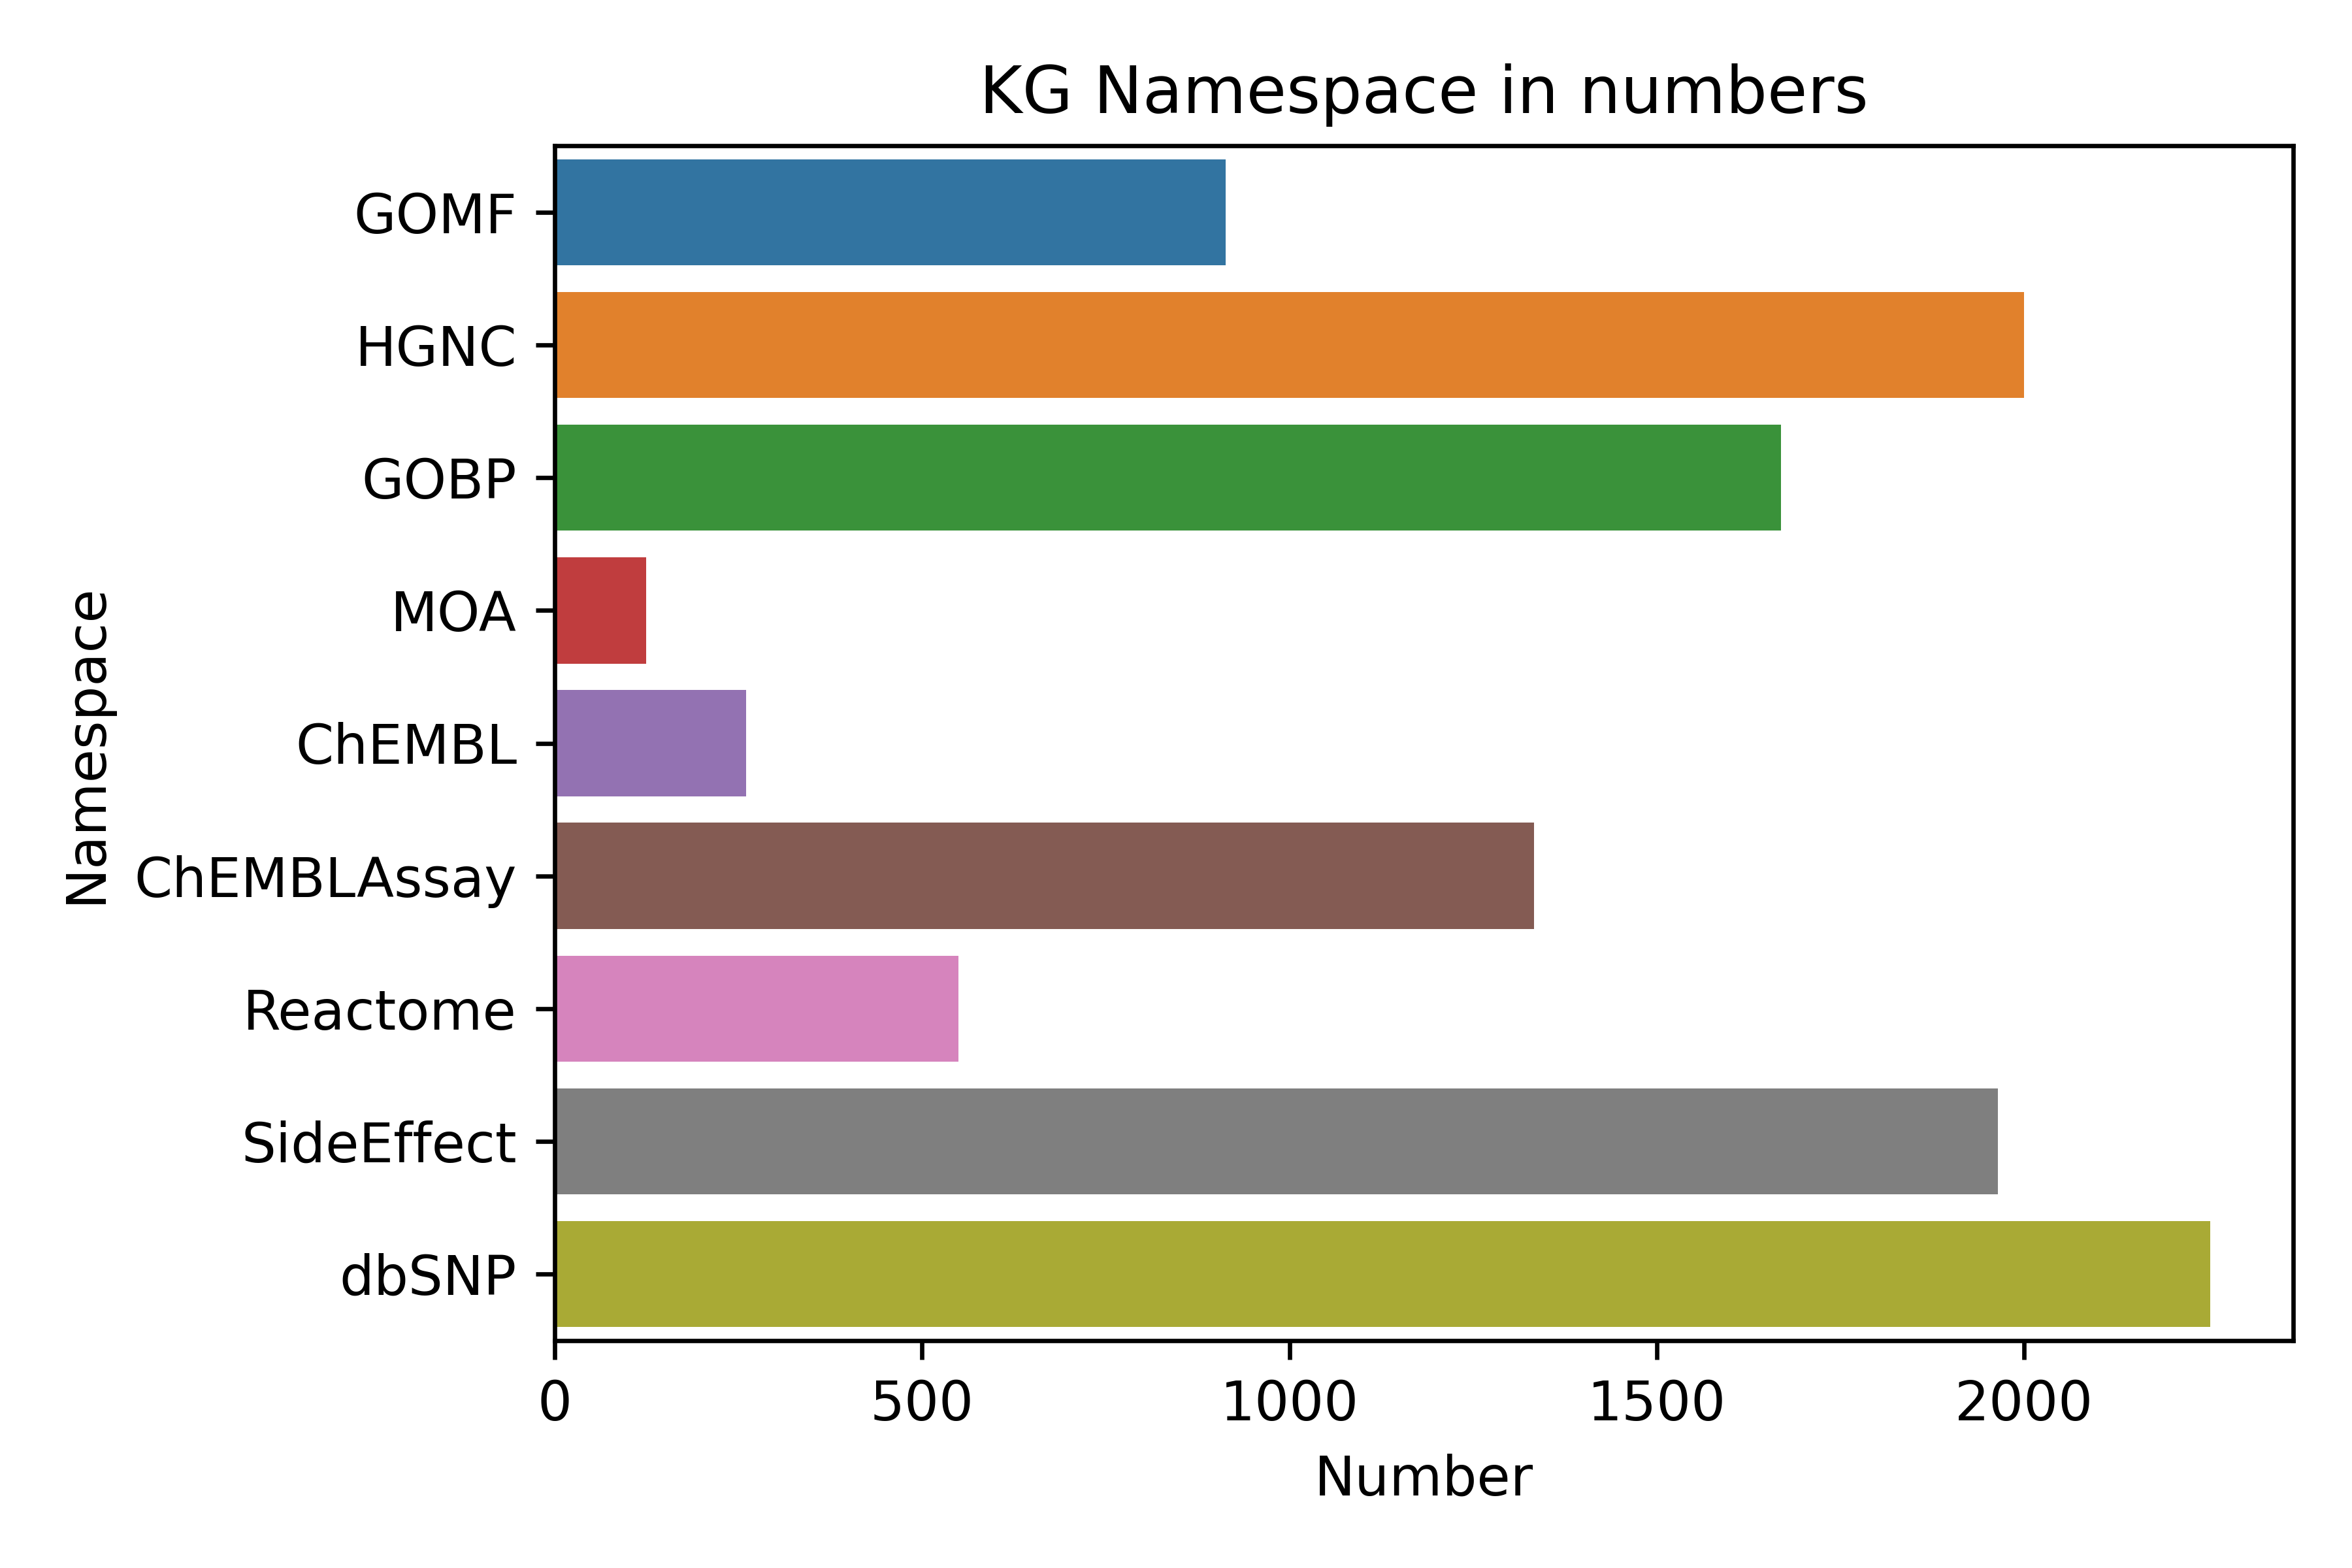 KG Namespace in numbers
Namespace
GOMF
HGNC
GOBP
MOA
ChEMBL
ChEMBLAssay
Reactome
SideEffect
dbSNP
0 500 1000 1500 2000
Number